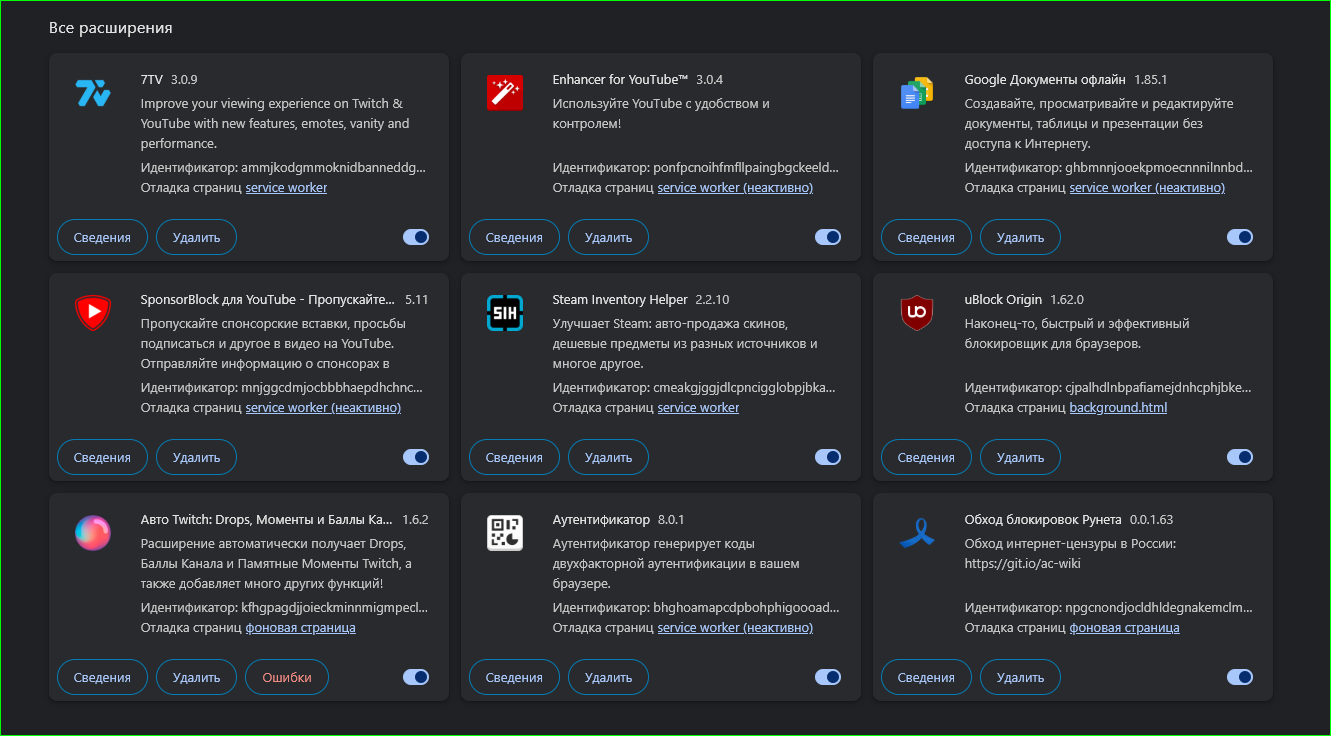 Все расширения
7TV 3.0.9
Improve your viewing experience on Twitch &
YouTube with new features, emotes, vanity and
performance.
Идентификатор: ammjkodgmmoknidbanneddg...
Отладка страниц service worker
Сведения Удалить
Enhancer for YouTube™ 3.0.4
Используйте YouTube с удобством и
контролем!
Идентификатор: ponfpcnoihfmfllpaingbgckeeld...
Отладка страниц service worker (неактивно)
Сведения Удалить
Google Документы офлайн 1.85.1
Создавайте, просматривайте и редактируйте
документы, таблицы и презентации без
доступа к Интернету.
Идентификатор: ghbmnnjooekpmoecnnnilnnbd...
Отладка страниц service worker (неактивно)
Сведения Удалить
SponsorBlock для YouTube - Пропускайте... 5.11
Пропускайте спонсорские вставки, просьбы
подписаться и другое в видео на YouTube.
Отправляйте информацию о спонсорах в
Идентификатор: mnjggcdmjocbbbhaepdhchnc...
Отладка страниц service worker (неактивно)
Сведения Удалить
SIH
Steam Inventory Helper 2.2.10
Улучшает Steam: авто-продажа скинов,
дешевые предметы из разных источников и
многое другое.
Идентификатор: cmeakgjggjdlcpncigglobpjbka...
Отладка страниц service worker
Сведения Удалить
uBlock Origin 1.62.0
Наконец-то, быстрый и эффективный
блокировщик для браузеров.
Идентификатор: cjpalhdlnbpafiamejdnhcphjbke...
Отладка страниц background.html
Сведения Удалить
Авто Twitch: Drops, Моменты и Баллы Ка... 1.6.2
Расширение автоматически получает Drops,
Баллы Канала и Памятные Моменты Twitch, а
также добавляет много других функций!
Идентификатор: kfhgpagdjjoieckminnmigmpecl...
Отладка страниц фоновая страница
Сведения Удалить Ошибки
Аутентификатор 8.0.1
Аутентификатор генерирует коды
двухфакторной аутентификации в вашем
браузере.
Идентификатор: bhghoamapcdpbohphigoooad...
Отладка страниц service worker (неактивно)
Сведения Удалить
Обход блокировок Рунета 0.0.1.63
Обход интернет-цензуры в России:
https://git.io/ac-wiki
Идентификатор: npgcnondjocldhldegnakemclm...
Отладка страниц фоновая страница
Сведения Удалить